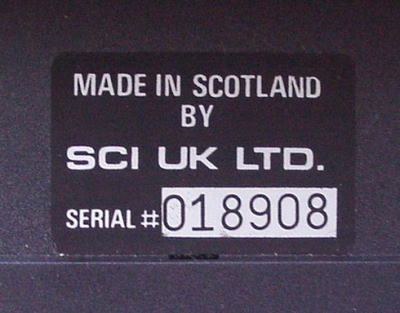 MADE IN SCOTLAND
BY
SCI UK LTD.
SERIAL # 018908